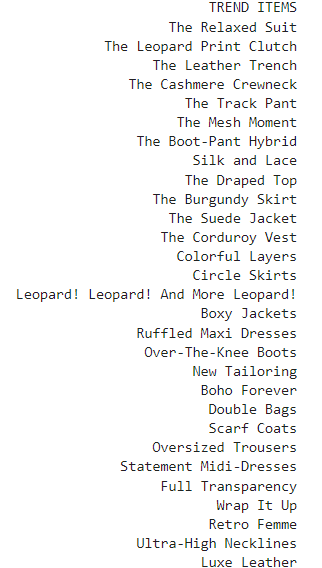 TREND ITEMS
The Relaxed Suit
The Leopard Print Clutch
The Leather Trench
The Cashmere Crewneck
The Track Pant
The Mesh Moment
The Boot-Pant Hybrid
Silk and Lace
The Draped Top
The Burgundy Skirt
The Suede Jacket
The Corduroy Vest
Colorful Layers
Circle Skirts
Leopard! Leopard! And More Leopard!
Boxy Jackets
Ruffled Maxi Dresses
Over-The-Knee Boots
New Tailoring
Boho Forever
Double Bags
Scarf Coats
Oversized Trousers
Statement Midi-Dresses
Full Transparency
Wrap It Up
Retro Femme
Ultra-High Necklines
Luxe Leather